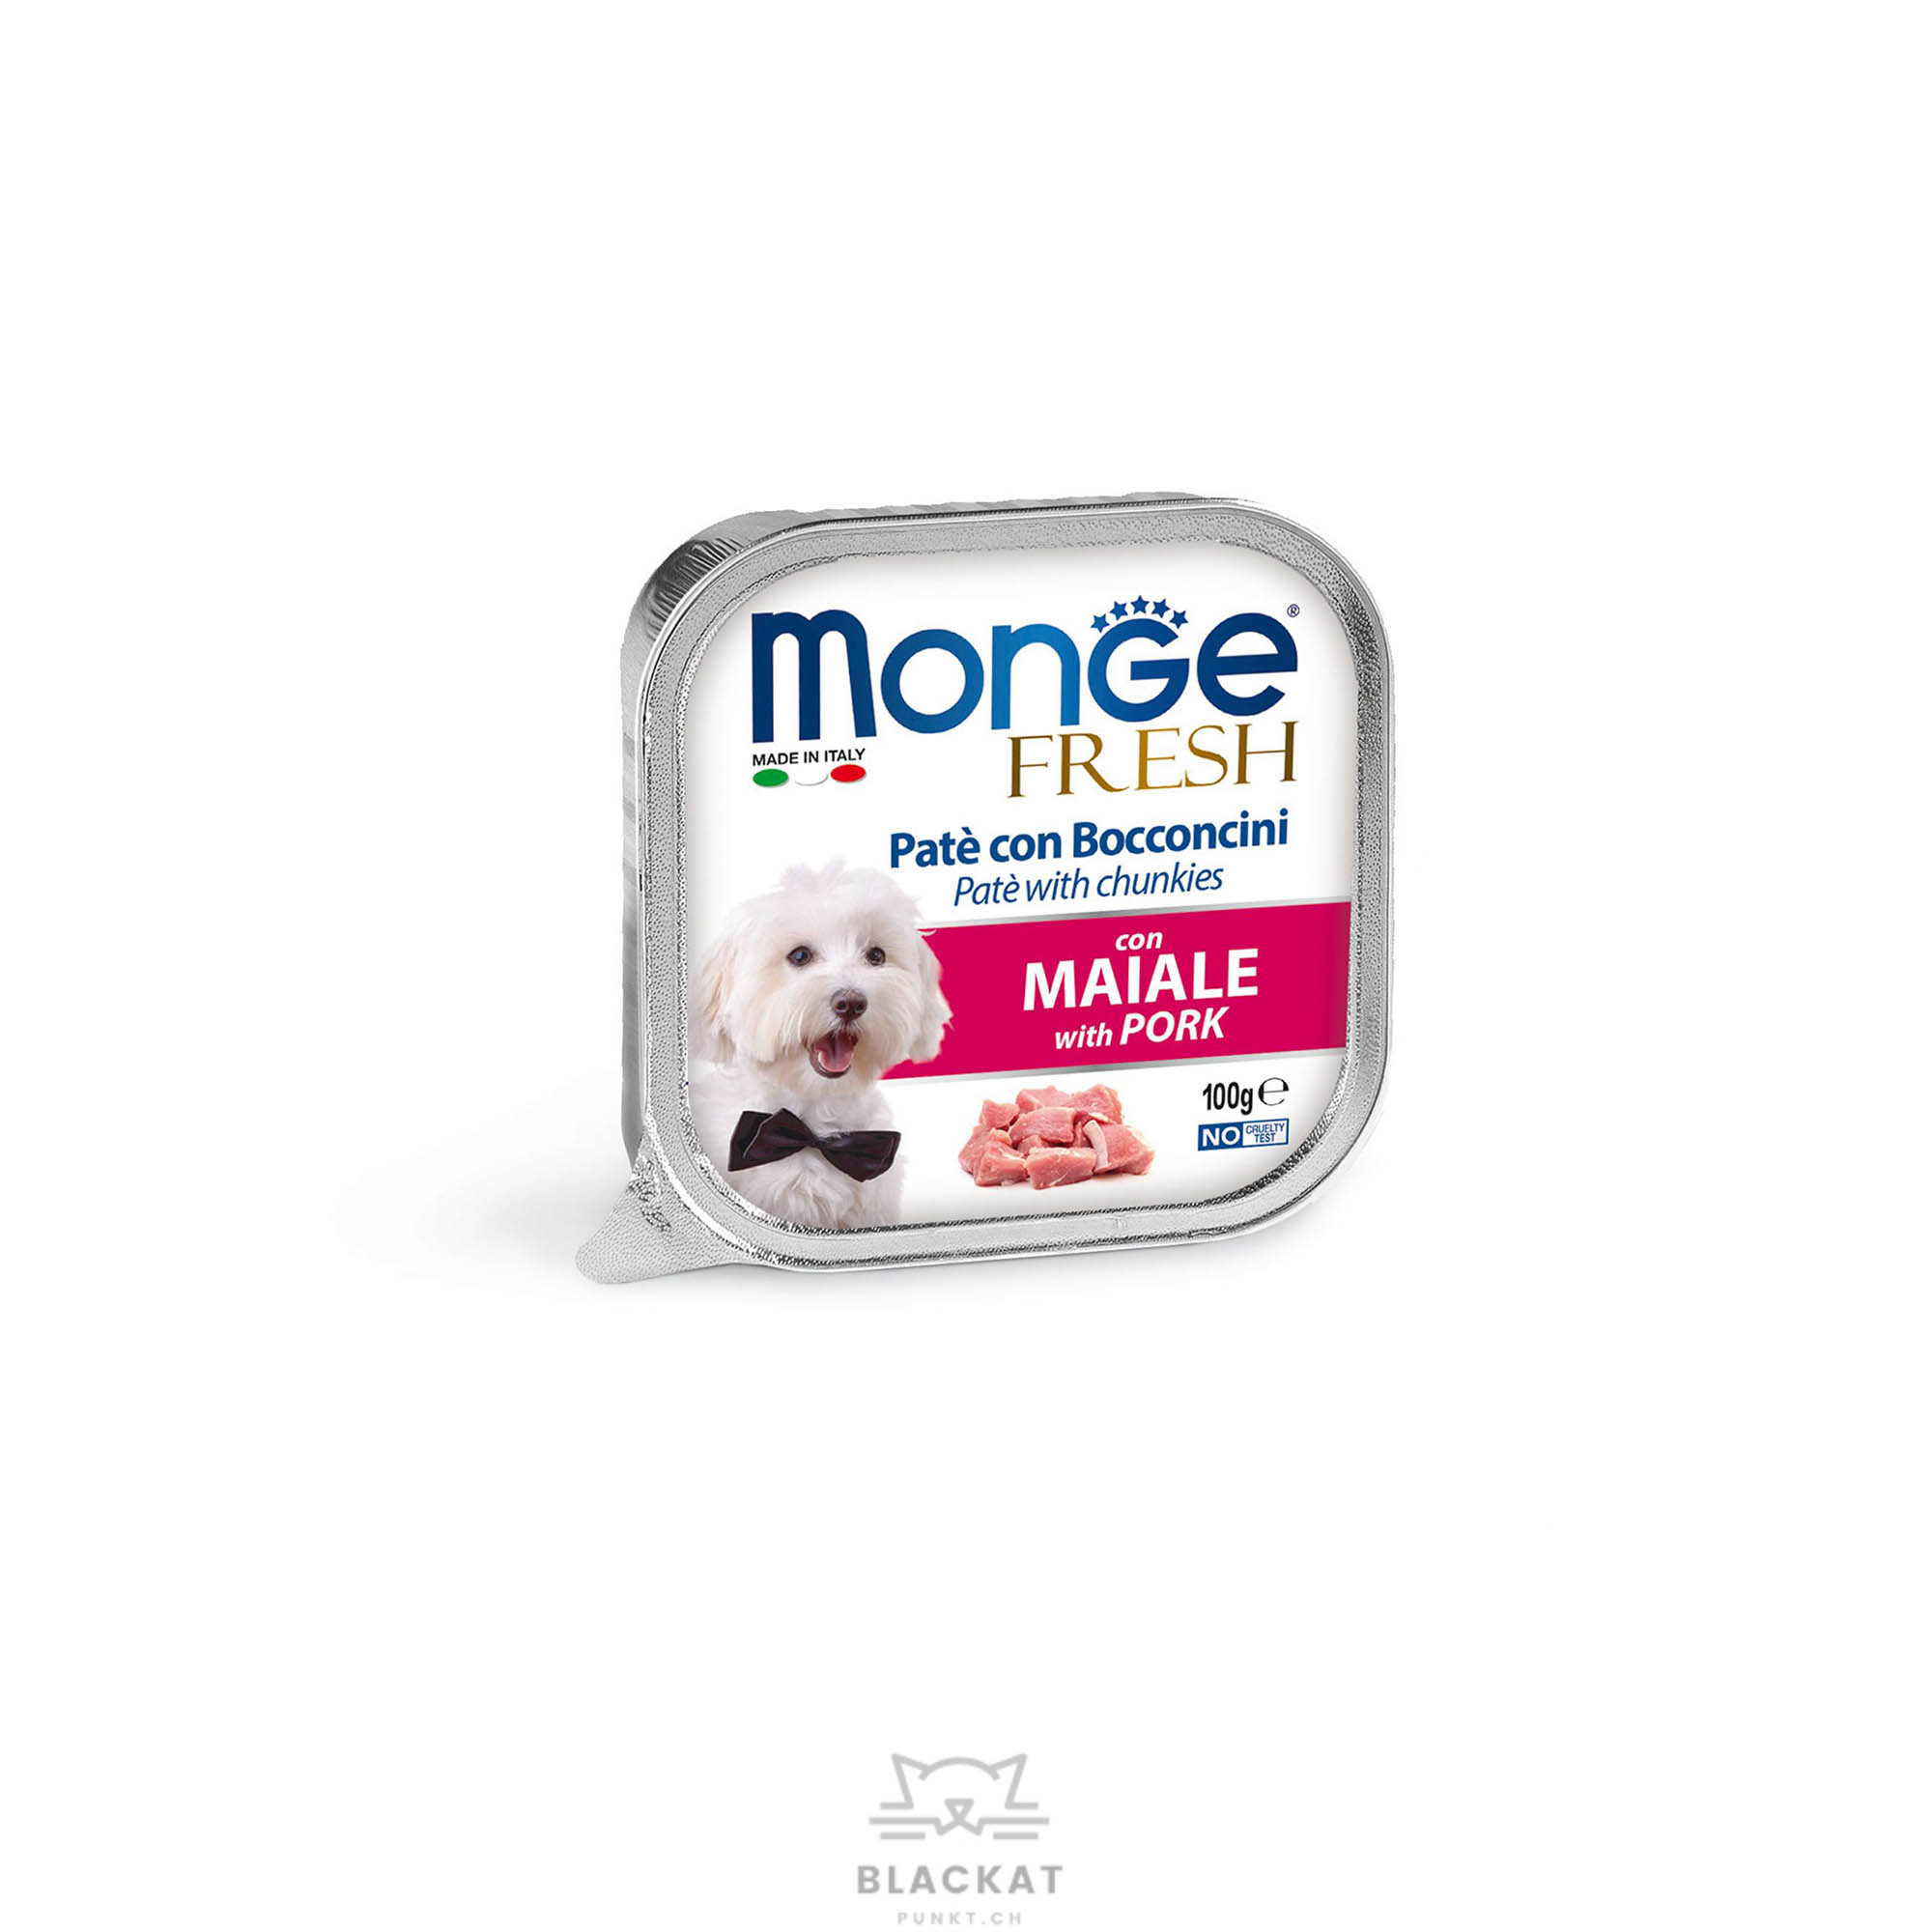 monge®
MADE IN ITALY
FRESH
Patè con Bocconcini
Patè with chunkies
con
MAIALE
with PORK
100g ℮
NO CRUELTY
TEST
BLACKAT
PUNKT.CH